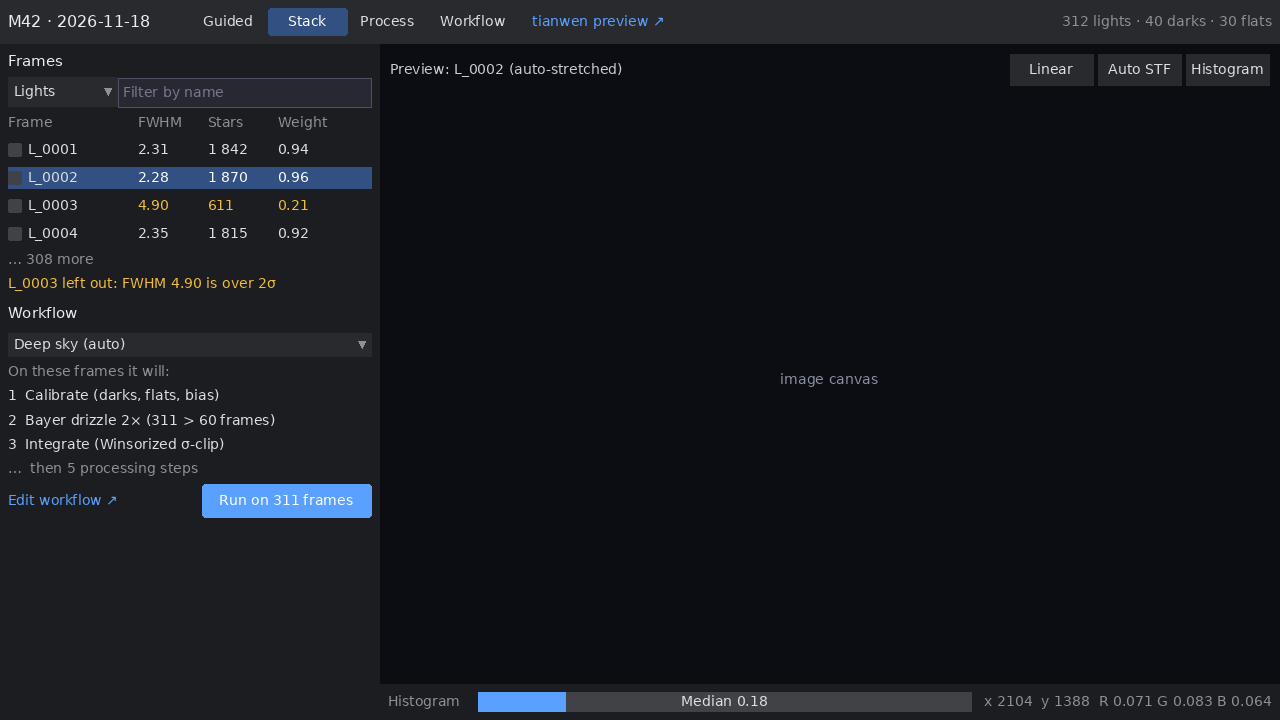 M42 · 2026-11-18 Guided Stack Process Workflow tianwen preview ↗ 312 lights · 40 darks · 30 flats
Frames
Lights ▼ Filter by name
Frame FWHM Stars Weight
L_0001 2.31 1 842 0.94
L_0002 2.28 1 870 0.96
L_0003 4.90 611 0.21
L_0004 2.35 1 815 0.92
... 308 more
L_0003 left out: FWHM 4.90 is over 2σ
Workflow
Deep sky (auto) ▼
On these frames it will:
1 Calibrate (darks, flats, bias)
2 Bayer drizzle 2× (311 > 60 frames)
3 Integrate (Winsorized σ-clip)
... then 5 processing steps
Edit workflow ↗ Run on 311 frames
Preview: L_0002 (auto-stretched) Linear Auto STF Histogram
image canvas
Histogram Median 0.18 x 2104 y 1388 R 0.071 G 0.083 B 0.064